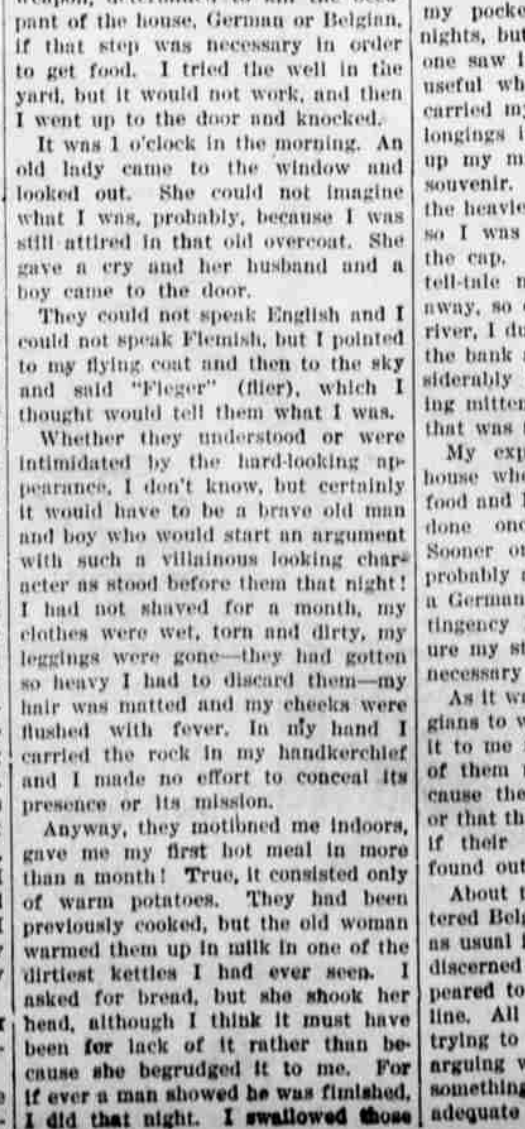 pant of the house, German or Belgian,
if that step was necessary in order
to get food. I tried the well in the
yard, but it would not work, and then
I went up to the door and knocked.
It was 1 o'clock in the morning. An
old lady came to the window and
looked out. She could not imagine
what I was, probably, because I was
still attired in that old overcoat. She
gave a cry and her husband and a
boy came to the door.
They could not speak English and I
could not speak Flemish, but I pointed
to my flying coat and then to the sky
and said "Fleger" (flier), which I
thought would tell them what I was.
Whether they understood or were
intimidated by the hard-looking ap-
pearance, I don't know, but certainly
it would have to be a brave old man
and boy who would start an argument
with such a villainous looking char-
acter as stood before them that night!
I had not shaved for a month, my
clothes were wet, torn and dirty, my
leggings were gone—they had gotten
so heavy I had to discard them—my
hair was matted and my cheeks were
flushed with fever. In my hand I
carried the rock in my handkerchief
and I made no effort to conceal its
presence or its mission.
Anyway, they motioned me indoors,
gave me my first hot meal in more
than a month! True, it consisted only
of warm potatoes. They had been
previously cooked, but the old woman
warmed them up in milk in one of the
dirtiest kettles I had ever seen. I
asked for bread, but she shook her
head, although I think it must have
been for lack of it rather than be-
cause she begrudged it to me. For
if ever a man showed he was fimished,
I did that night. I swallowed those
my
nights, but
one saw
useful
carried
up my
souvenir.
the
so I was
the cap.
tell-tale
away, so
river, I
the bank
siderably
ing
that was
My
house
food and
done
Sooner
probably
a German
tingency
ure my
necessary
As it
gians to
it to me
of them
cause
or that
if their
found out
About
tered
as usual
discerned
peared to
line. All
trying to
arguing
something
adequate